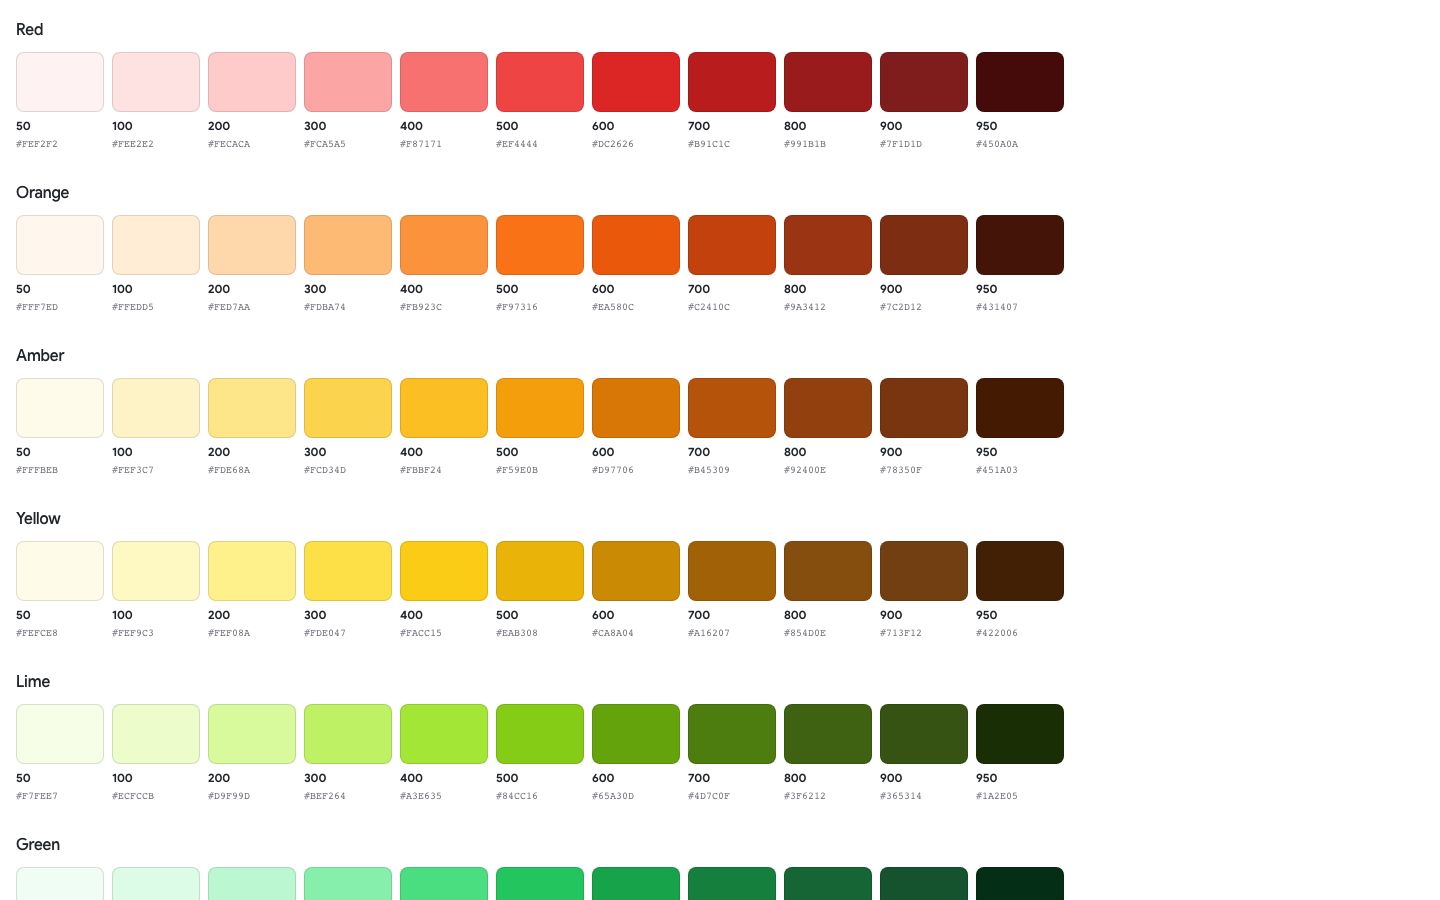 Red
50 100 200 300 400 500 600 700 800 900 950
#FEF2F2 #FEE2E2 #FECACA #FCA5A5 #F87171 #EF4444 #DC2626 #B91C1C #991B1B #7F1D1D #450A0A
Orange
50 100 200 300 400 500 600 700 800 900 950
#FFF7ED #FFEDD5 #FED7AA #FDBA74 #FB923C #F97316 #EA580C #C2410C #9A3412 #7C2D12 #431407
Amber
50 100 200 300 400 500 600 700 800 900 950
#FFFBEB #FEF3C7 #FDE68A #FCD34D #FBBF24 #F59E0B #D97706 #B45309 #92400E #78350F #451A03
Yellow
50 100 200 300 400 500 600 700 800 900 950
#FEFCE8 #FEF9C3 #FEF08A #FDE047 #FACC15 #EAB308 #CA8A04 #A16207 #854D0E #713F12 #422006
Lime
50 100 200 300 400 500 600 700 800 900 950
#F7FEE7 #ECFCCB #D9F99D #BEF264 #A3E635 #84CC16 #65A30D #4D7C0F #3F6212 #365314 #1A2E05
Green